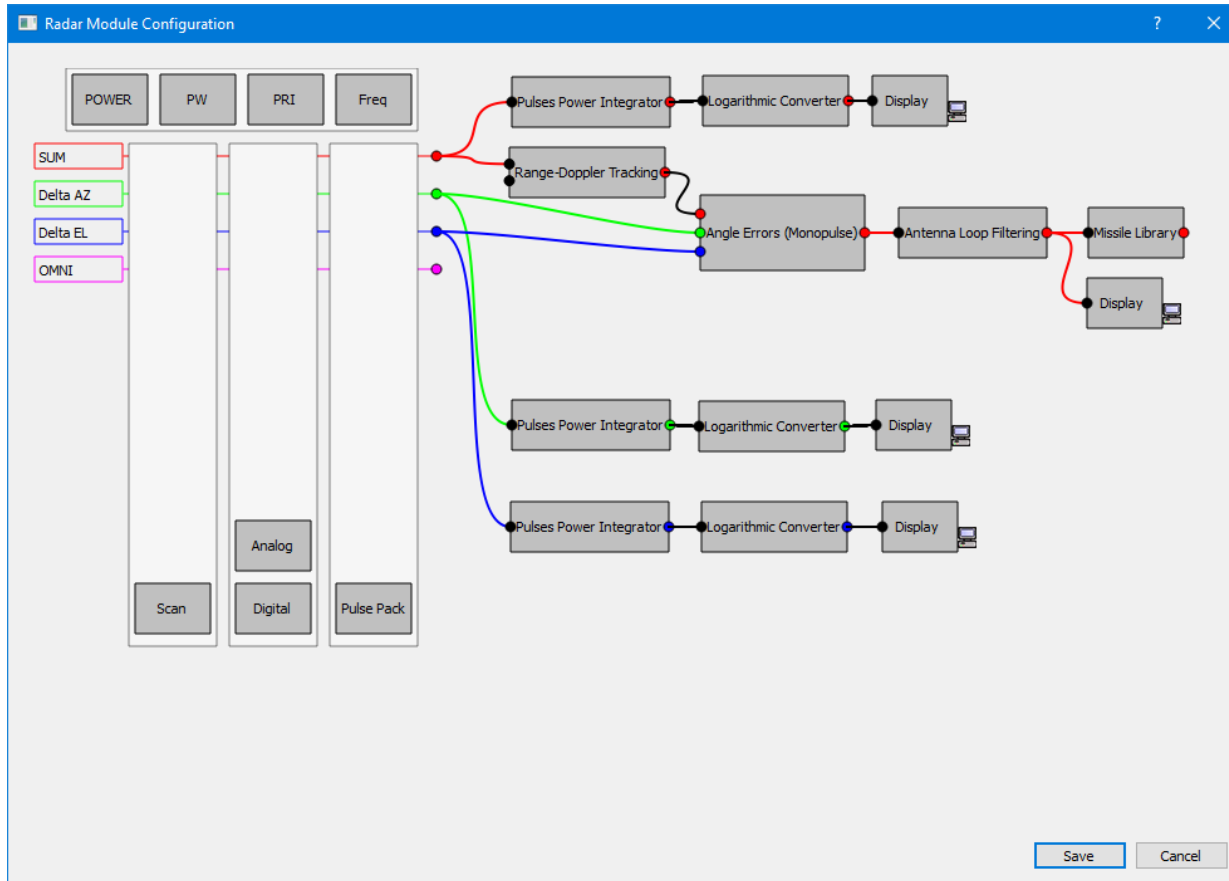 Radar Module Configuration
?
POWER
PW
PRI
Freq
Pulses Power Integrator
Logarithmic Converter
Display
SUM
Range-Doppler Tracking
Delta AZ
Delta EL
Angle Errors (Monopulse)
Antenna Loop Filtering
Missile Library
OMNI
Display
Pulses Power Integrator
Logarithmic Converter
Display
Pulses Power Integrator
Logarithmic Converter
Display
Analog
Scan
Digital
Pulse Pack
Save
Cancel